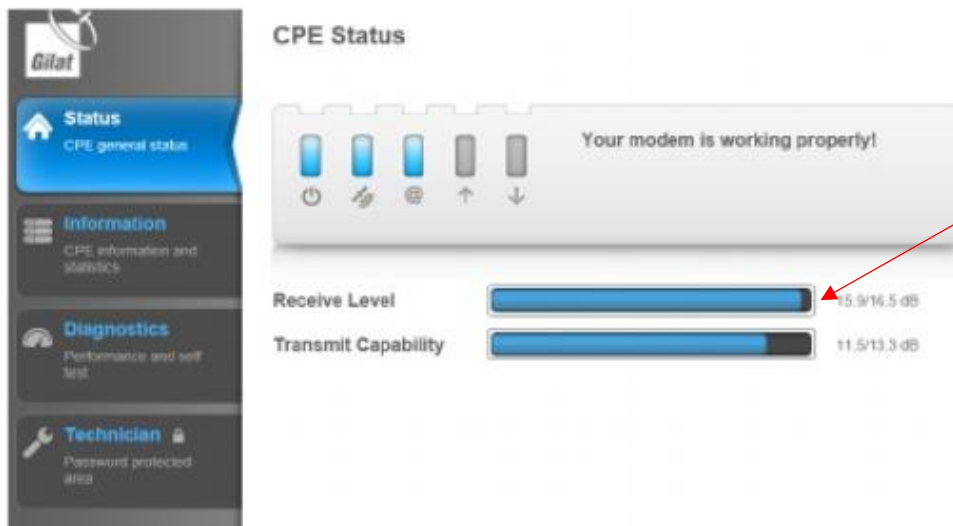 Gilat
CPE Status
Status
CPE general status
Your modem is working properly!
@
Information
CPE information and
statistics
Receive Level
15.9/16.5 dB
Diagnostics
Performance and self
test
Transmit Capability
11.5/13.3 dB
Technician
Password protected
area